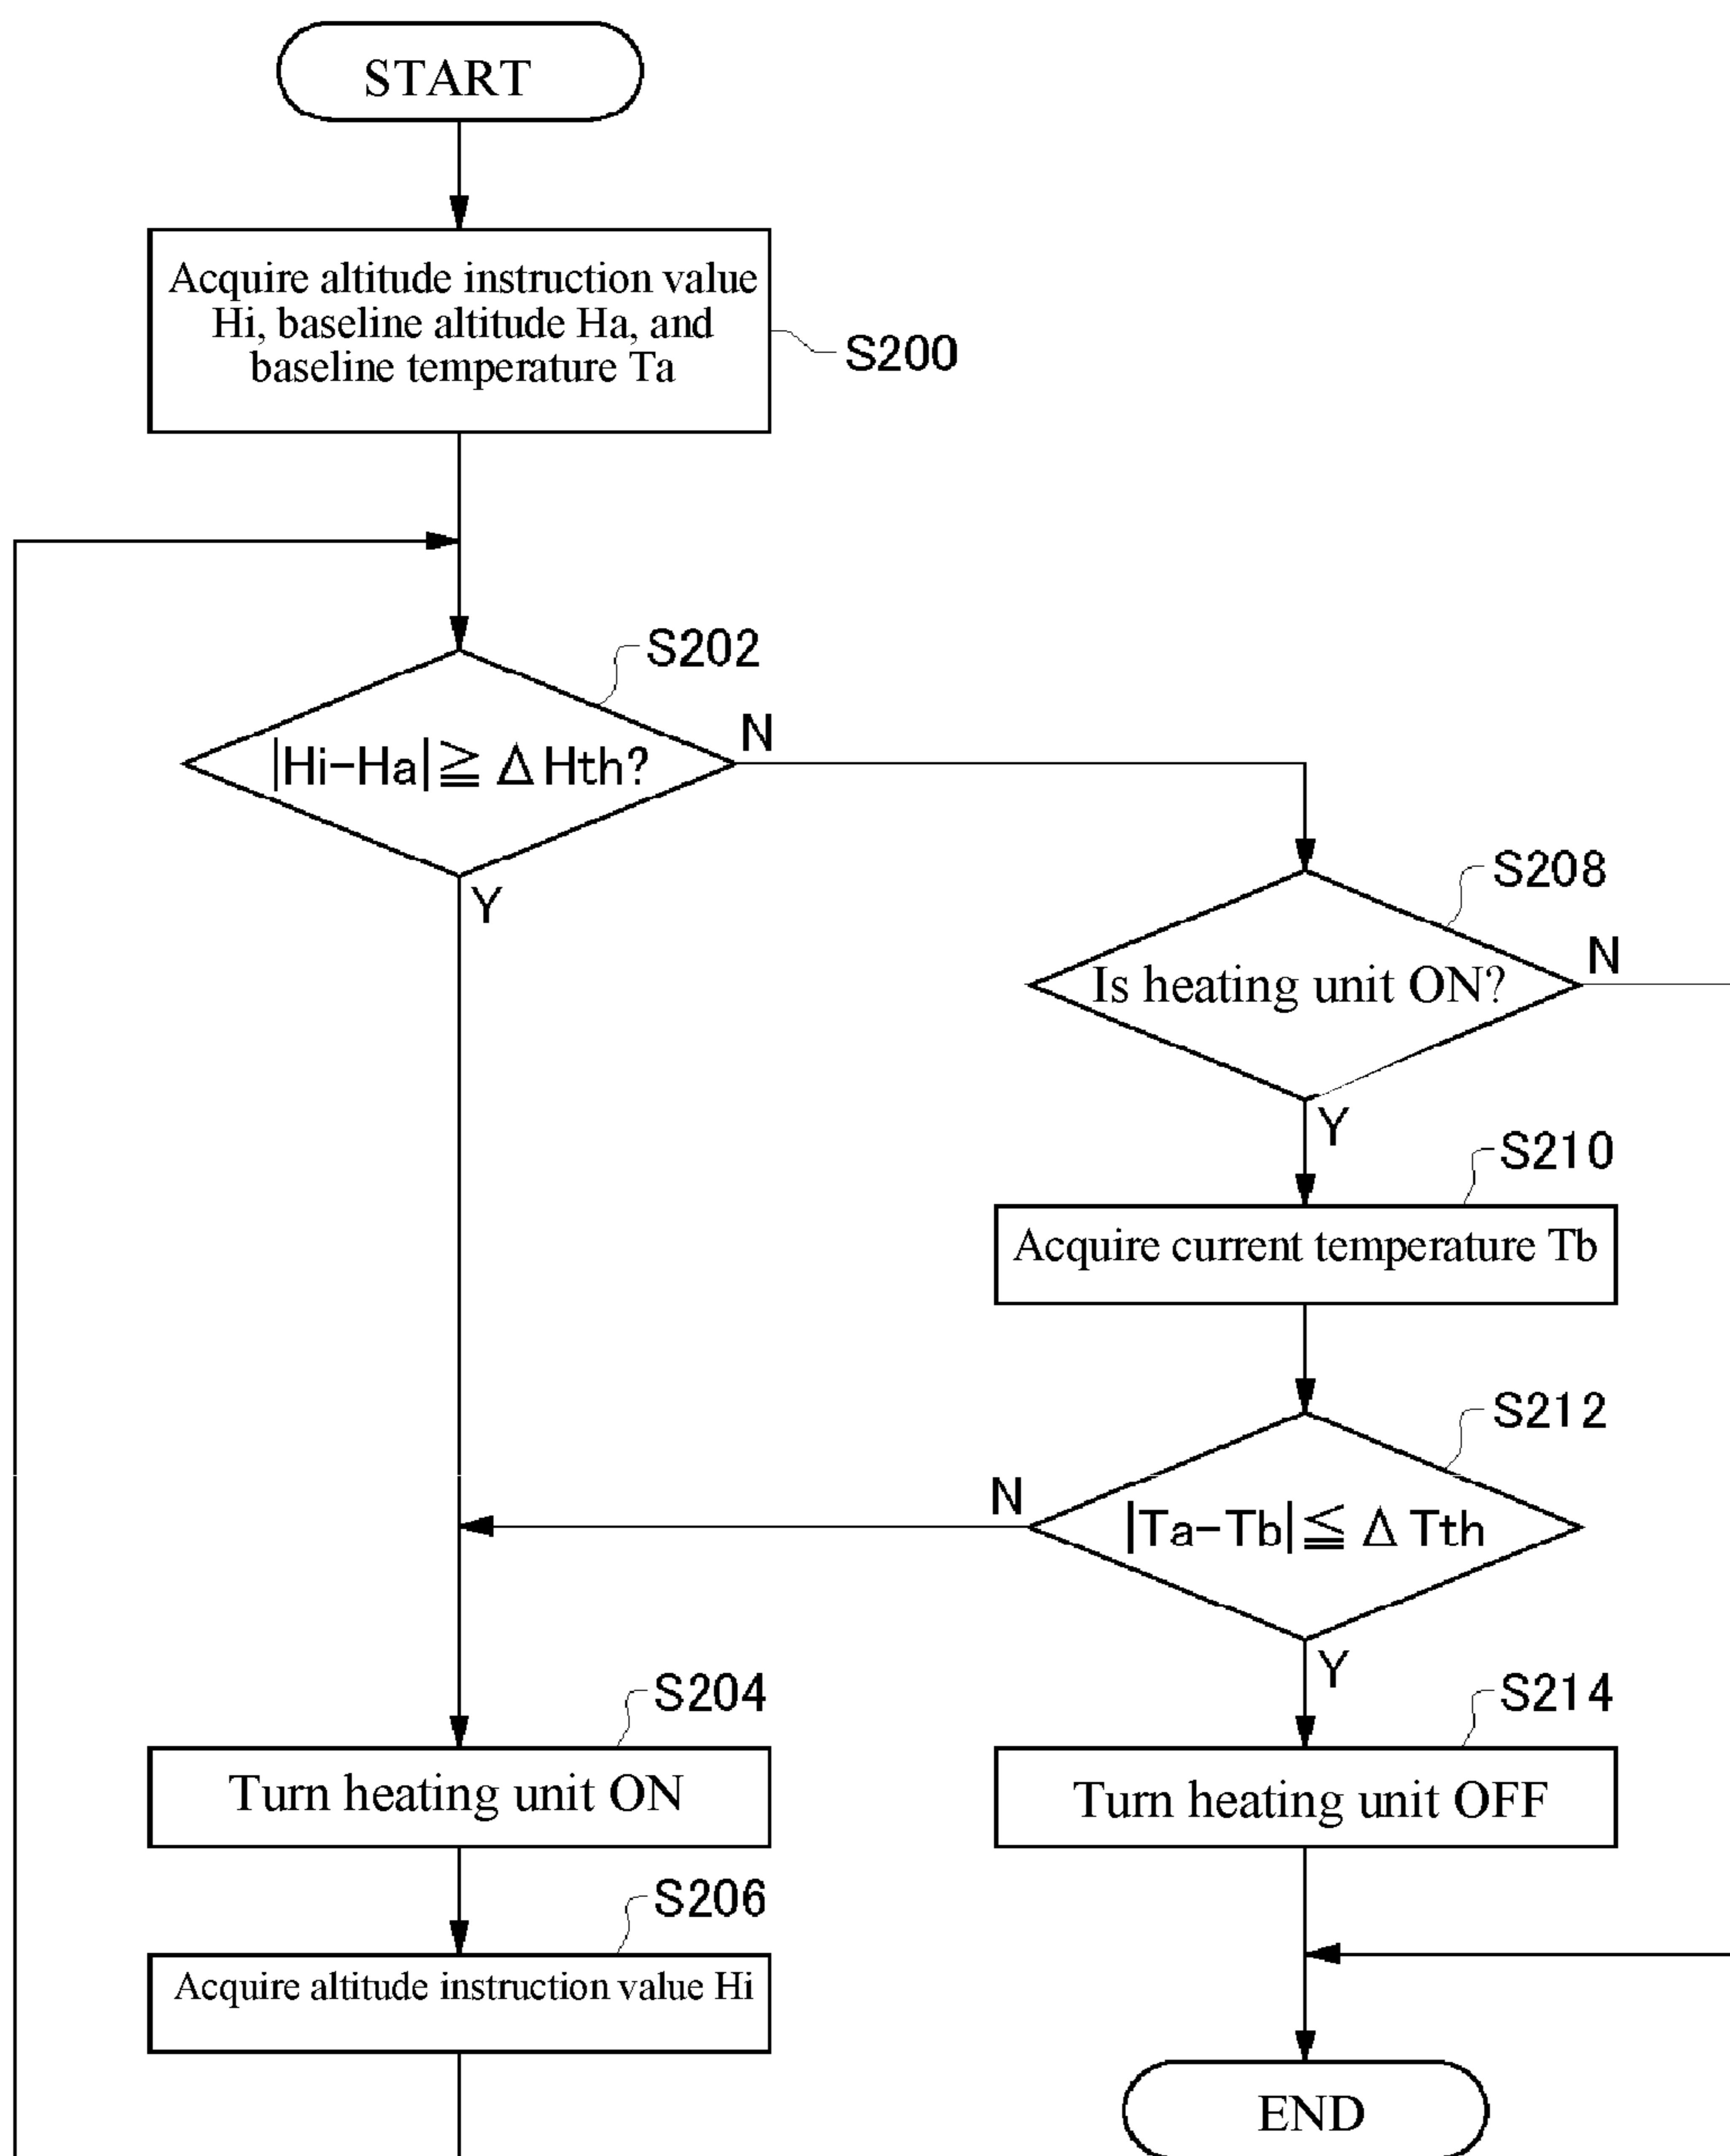 START
Acquire altitude instruction value
Hi, baseline altitude Ha, and
baseline temperature Ta
S200
S202
|Hi-Ha|≧ΔHth?
N
Y
S208
Is heating unit ON?
N
Y
S210
Acquire current temperature Tb
S212
|Ta-Tb|≦ΔTth
N
Y
S204
Turn heating unit ON
S214
Turn heating unit OFF
S206
Acquire altitude instruction value Hi
END